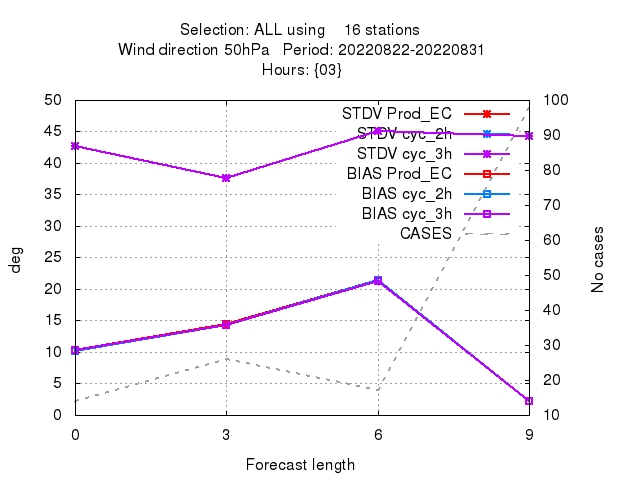 Selection: ALL using    16 stations
Wind direction 50hPa   Period: 20220822-20220831
Hours: {03}
50
45
40
35
30
25
20
15
10
5
0
100
90
80
70
60
50
40
30
20
10
STDV Prod_EC
STDV cyc_2h
STDV cyc_3h
BIAS Prod_EC
BIAS cyc_2h
BIAS cyc_3h
CASES
deg
No cases
0 3 6 9
Forecast length